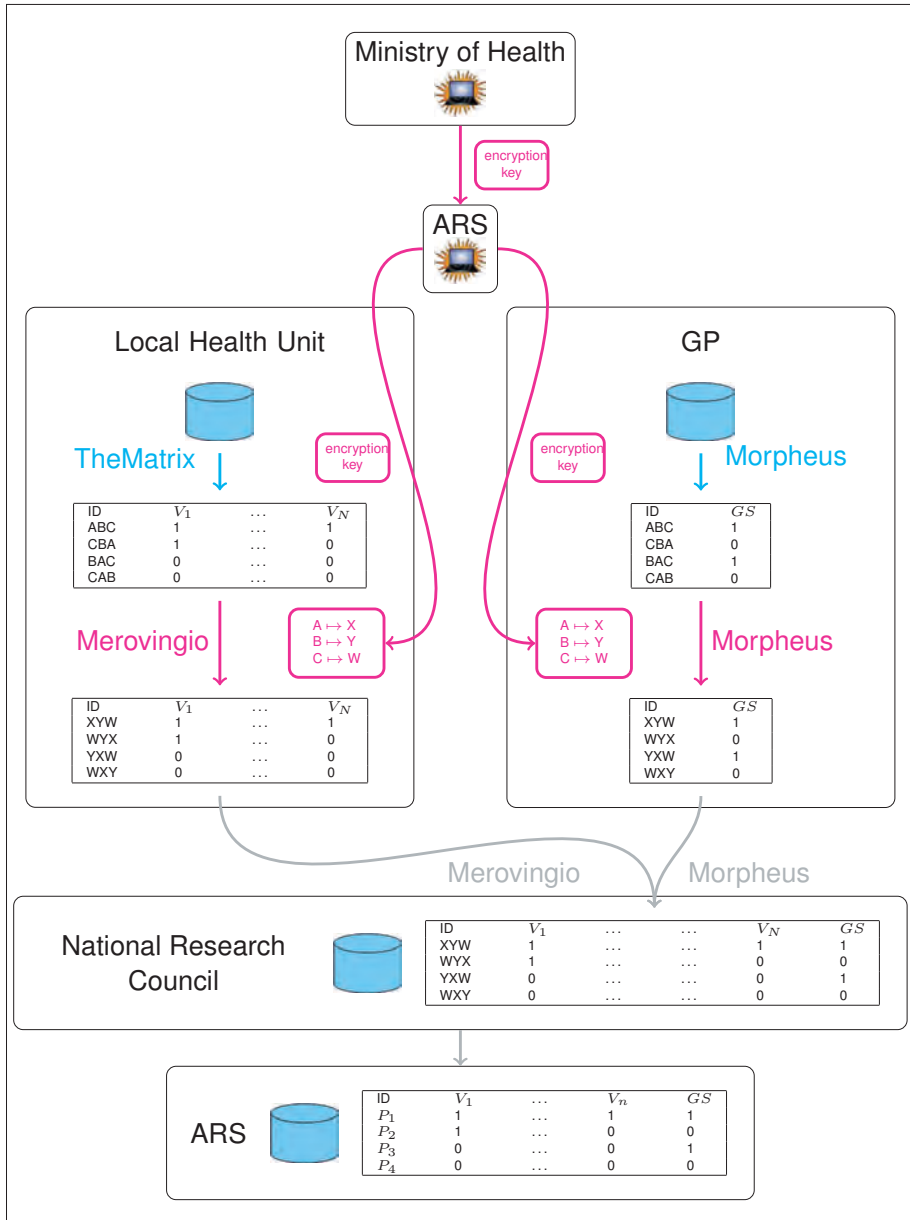 Ministry of Health
encryption
key
ARS
Local Health Unit
TheMatrix
encryption
key
ID V₁ ... V_N
ABC 1 ... 1
CBA 1 ... 0
BAC 0 ... 0
CAB 0 ... 0
Merovingio
A ↦ X
B ↦ Y
C ↦ W
ID V₁ ... V_N
XYW 1 ... 1
WYX 1 ... 0
YXW 0 ... 0
WXY 0 ... 0
GP
encryption
key
Morpheus
ID GS
ABC 1
CBA 0
BAC 1
CAB 0
A ↦ X
B ↦ Y
C ↦ W
Morpheus
ID GS
XYW 1
WYX 0
YXW 1
WXY 0
Merovingio Morpheus
National Research
Council
ID V₁ ... ... V_N GS
XYW 1 ... ... 1 1
WYX 1 ... ... 0 0
YXW 0 ... ... 0 1
WXY 0 ... ... 0 0
ARS
ID V₁ ... Vₙ GS
P₁ 1 ... 1 1
P₂ 1 ... 0 0
P₃ 0 ... 0 1
P₄ 0 ... 0 0